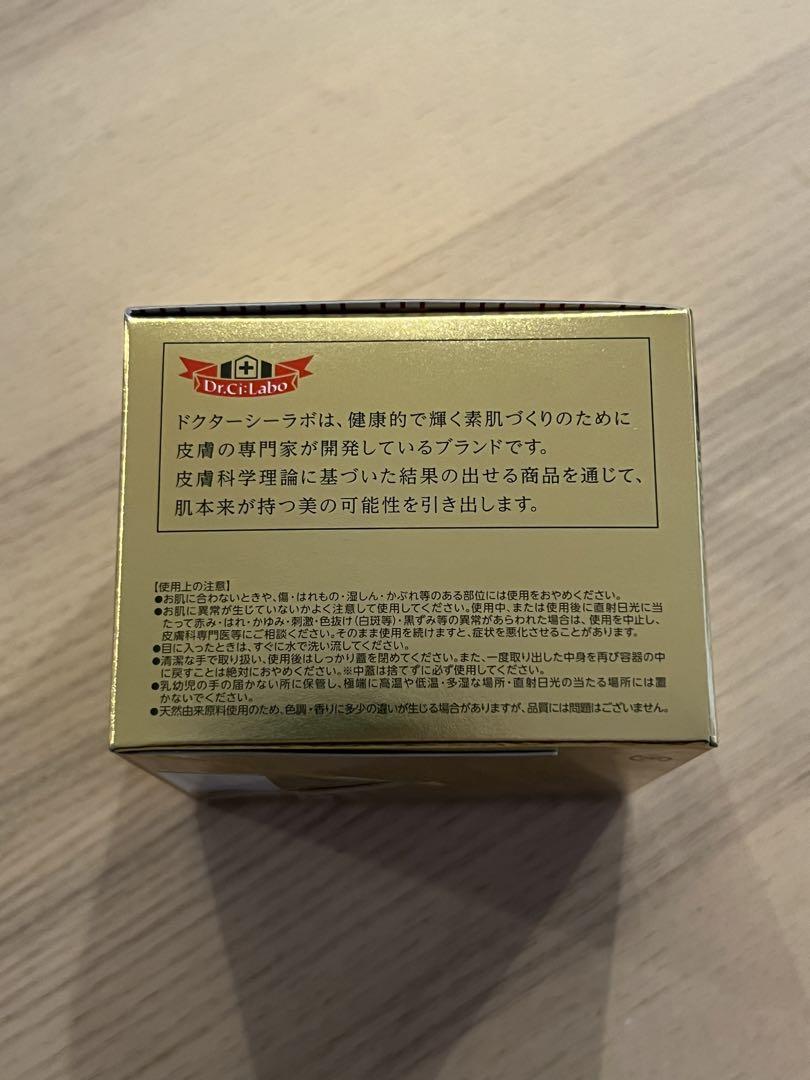 Dr.Ci:Labo
ドクターシーラボは、健康的で輝く素肌づくりのために
皮膚の専門家が開発しているブランドです。
皮膚科学理論に基づいた結果の出せる商品を通じて、
肌本来が持つ美の可能性を引き出します。
【使用上の注意】
●お肌に合わないときや、傷・はれもの・湿しん・かぶれ等のある部位には使用をおやめください。
●お肌に異常が生じていないかよく注意して使用してください。使用中、または使用後に直射日光に当
たって赤み・はれ・かゆみ・刺激・色抜け(白斑等)・黒ずみ等の異常があらわれた場合は、使用を中止し、
皮膚科専門医等にご相談ください。そのまま使用を続けますと、症状を悪化させることがあります。
●目に入ったときは、すぐに水で洗い流してください。
●清潔な手で取り扱い、使用後はしっかり蓋を閉めてください。また、一度取り出した中身を再び容器の中
に戻すことは絶対におやめください。※中蓋は捨てずに必ず使用してください。
●乳幼児の手の届かない所に保管し、極端に高温や低温・多湿な場所・直射日光の当たる場所には置
かないでください。
●天然由来原料使用のため、色調・香りに多少の違いが生じる場合がありますが、品質には問題はございません。